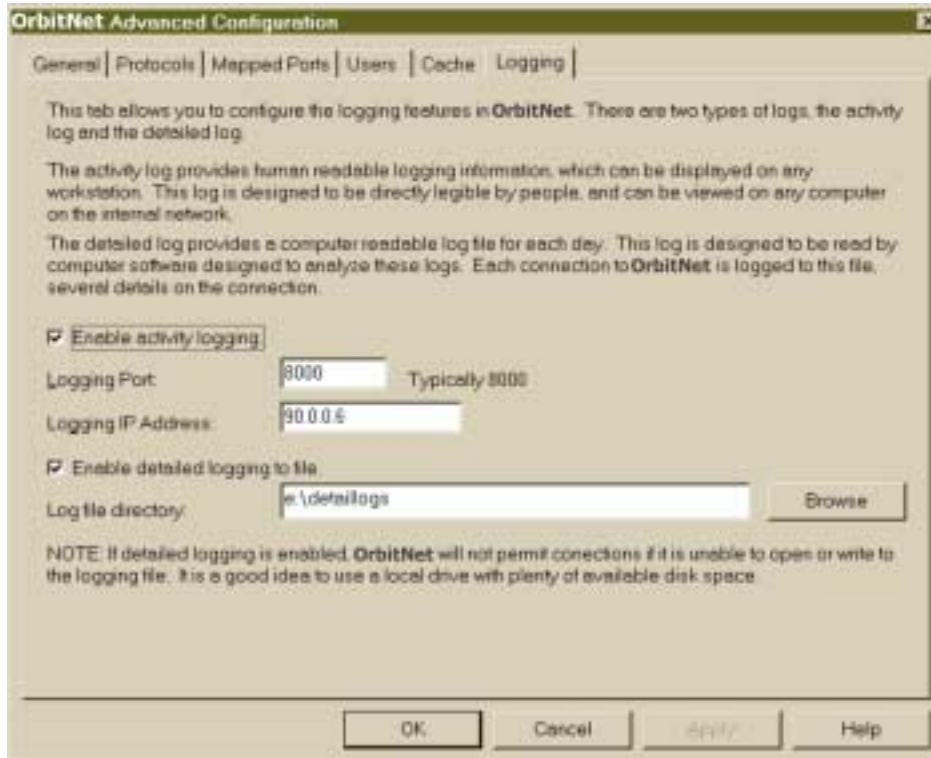 OrbitNet Advanced Configuration
General Protocols Mapped Ports Users Cache Logging
This tab allows you to configure the logging features in OrbitNet. There are two types of logs, the activity
log and the detailed log.
The activity log provides human readable logging information, which can be displayed on any
workstation. This log is designed to be directly legible by people, and can be viewed on any computer
on the internal network.
The detailed log provides a computer readable log file for each day. This log is designed to be read by
computer software designed to analyze these logs. Each connection to OrbitNet is logged to this file,
several details on the connection.
Enable activity logging
Logging Port: 8000 Typically 8000
Logging IP Address: 90.0.0.6
Enable detailed logging to file
Log file directory: e:\detaillogs Browse
NOTE: If detailed logging is enabled, OrbitNet will not permit conections if it is unable to open or write to
the logging file. It is a good idea to use a local drive with plenty of available disk space.
OK Cancel Apply Help